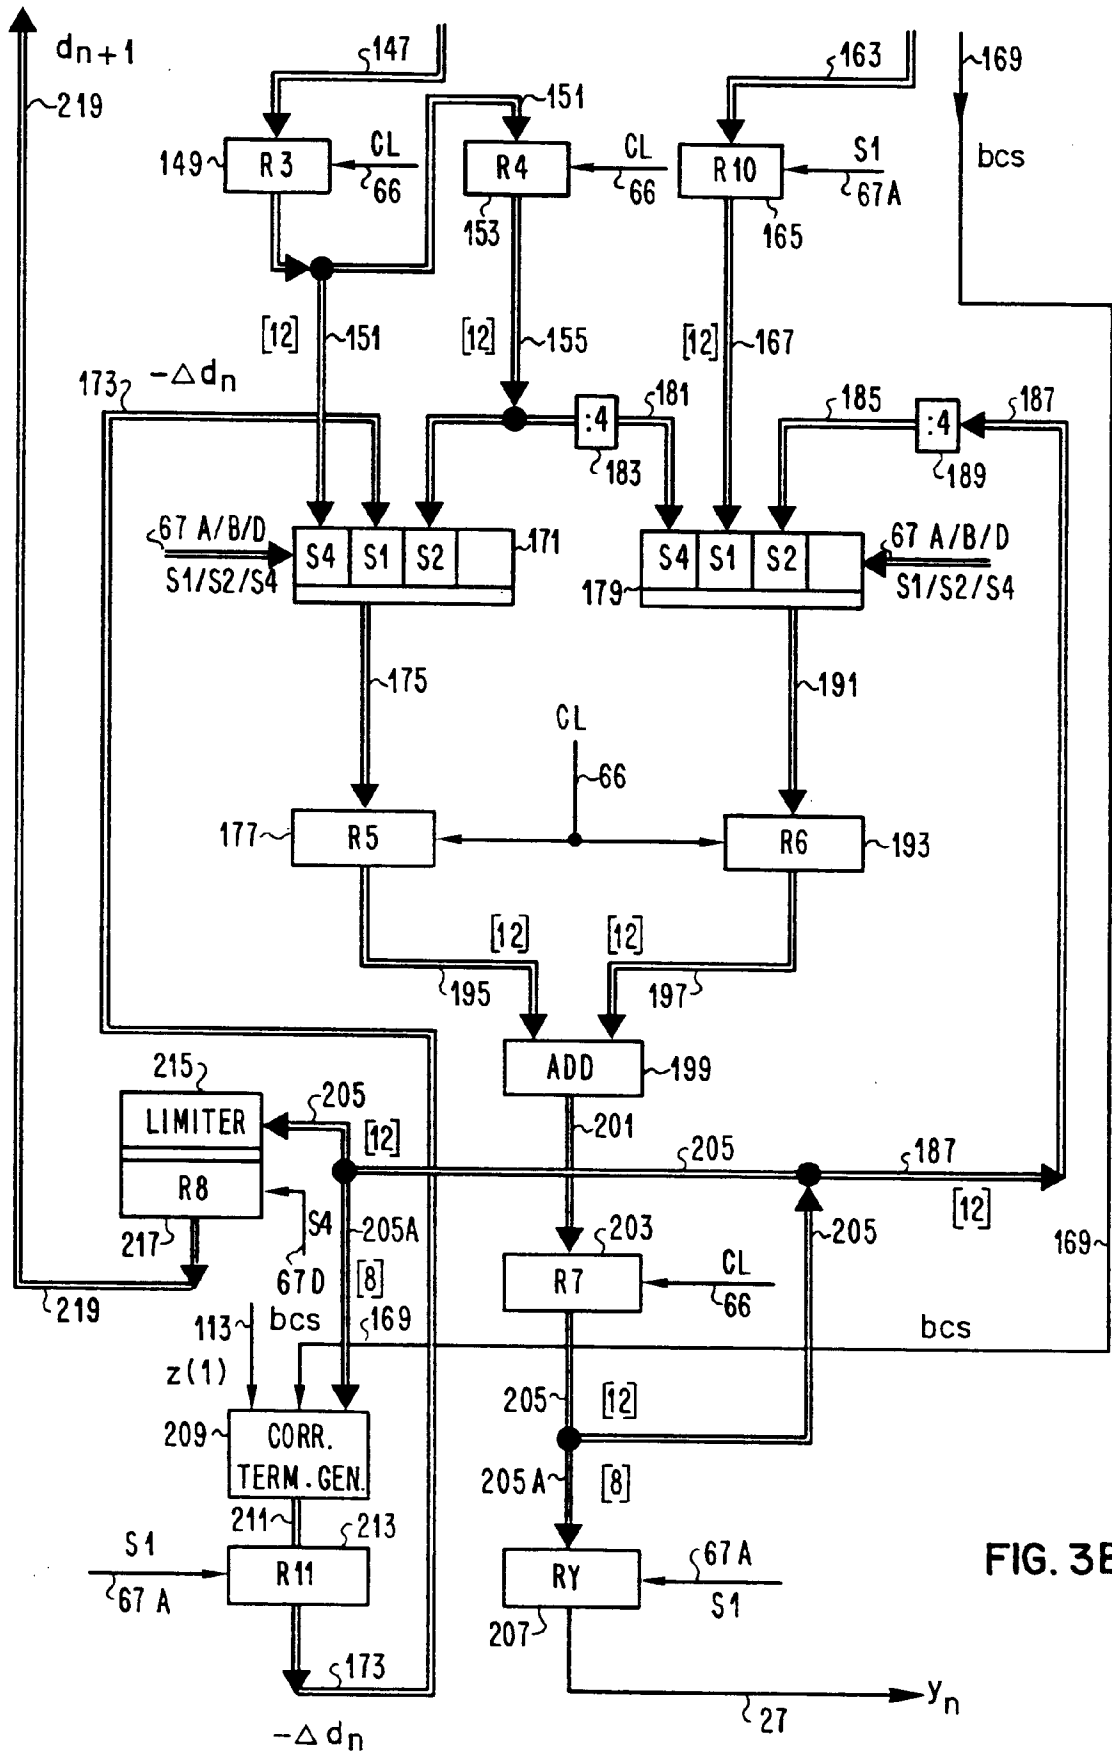 dn+1
147
163
169
219
151
bcs
149
R3
CL
66
R4
CL
66
R10
S1
67A
153
165
[12]
151
[12]
155
[12]
167
173
-Δdn
181
185
187
:4
183
:4
189
67 A/B/D
S1/S2/S4
S4
S1
S2
171
S4
S1
S2
179
67 A/B/D
S1/S2/S4
175
191
CL
66
177
R5
R6
193
[12]
[12]
195
197
ADD
199
215
LIMITER
205
[12]
201
205
187
[12]
R8
217
S4
67D
205A
[8]
203
205
169
R7
CL
66
219
113
bcs
169
bcs
z(1)
205
[12]
209
CORR.
TERM.GEN.
205A
[8]
211
213
S1
67A
R11
RY
67A
S1
207
FIG. 3B
173
yn
27
-Δdn